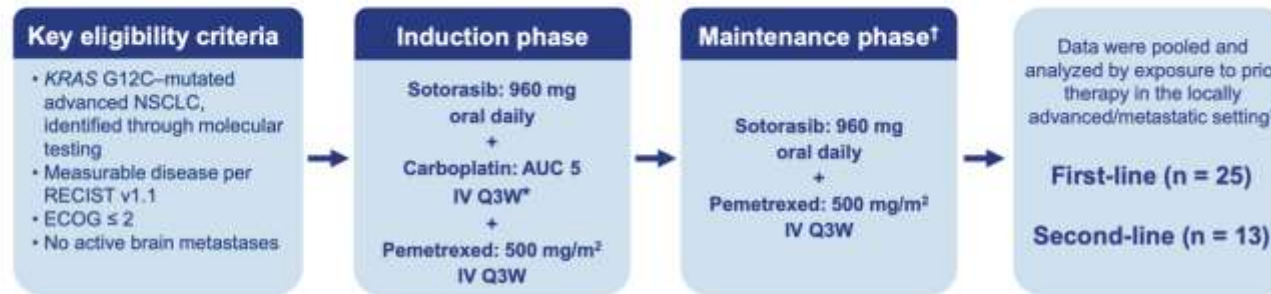 Key eligibility criteria
• KRAS G12C–mutated
advanced NSCLC,
identified through molecular
testing
• Measurable disease per
RECIST v1.1
• ECOG ≤ 2
• No active brain metastases
Induction phase
Sotorasib: 960 mg
oral daily
+
Carboplatin: AUC 5
IV Q3W*
+
Pemetrexed: 500 mg/m²
IV Q3W
Maintenance phase†
Sotorasib: 960 mg
oral daily
+
Pemetrexed: 500 mg/m²
IV Q3W
Data were pooled and
analyzed by exposure to
therapy in the locally
advanced/metastatic setting
First-line (n = 25)
Second-line (n = 13)